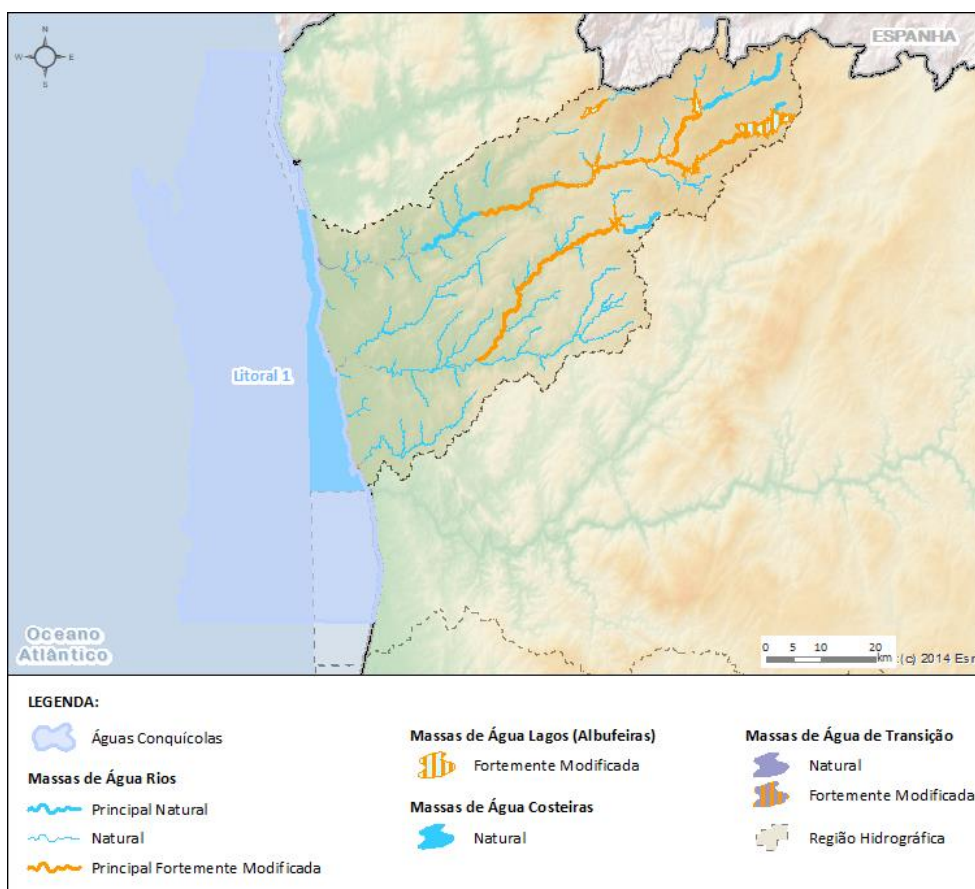 N
W E
S
ESPANHA
Litoral 1
Oceano
Atlântico
0 5 10 20
km
(c) 2014 Esr
LEGENDA:
Águas Conquícolas
Massas de Água Rios
Principal Natural
Natural
Principal Fortemente Modificada
Massas de Água Lagos (Albufeiras)
Fortemente Modificada
Massas de Água Costeiras
Natural
Massas de Água de Transição
Natural
Fortemente Modificada
Região Hidrográfica